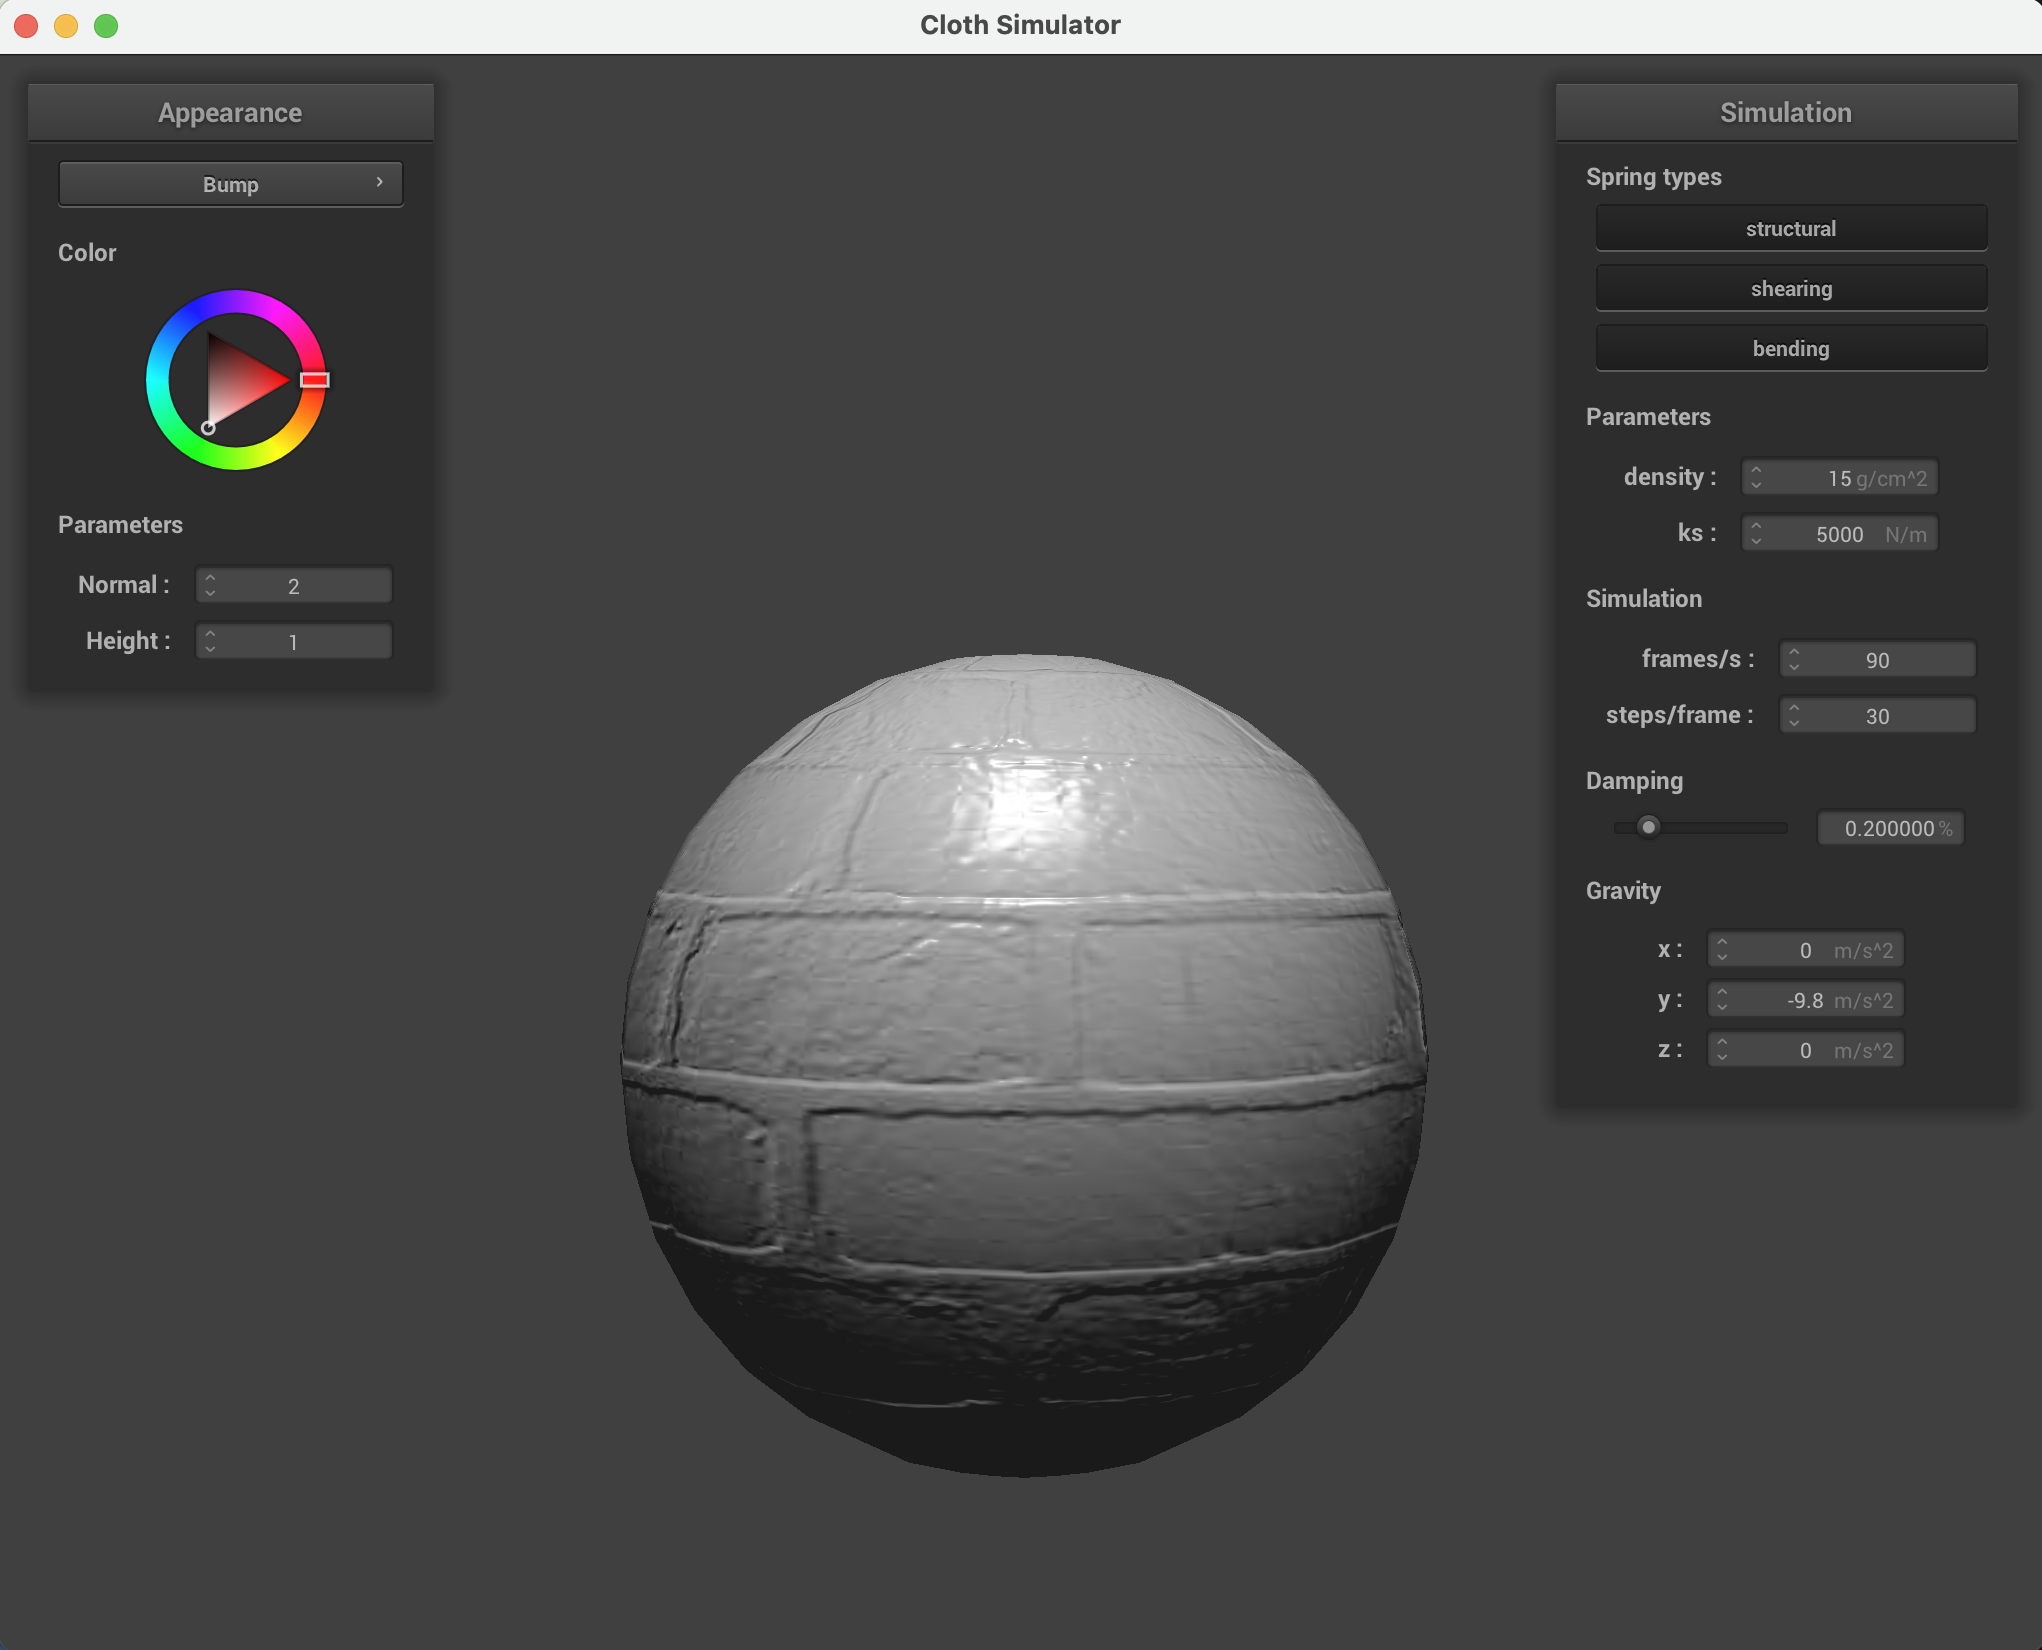 Cloth Simulator
Appearance
Bump
Color
Parameters
Normal : 2
Height : 1
Simulation
Spring types
structural
shearing
bending
Parameters
density : 15 g/cm^2
ks : 5000 N/m
Simulation
frames/s : 90
steps/frame : 30
Damping
0.200000 %
Gravity
x : 0 m/s^2
y : -9.8 m/s^2
z : 0 m/s^2